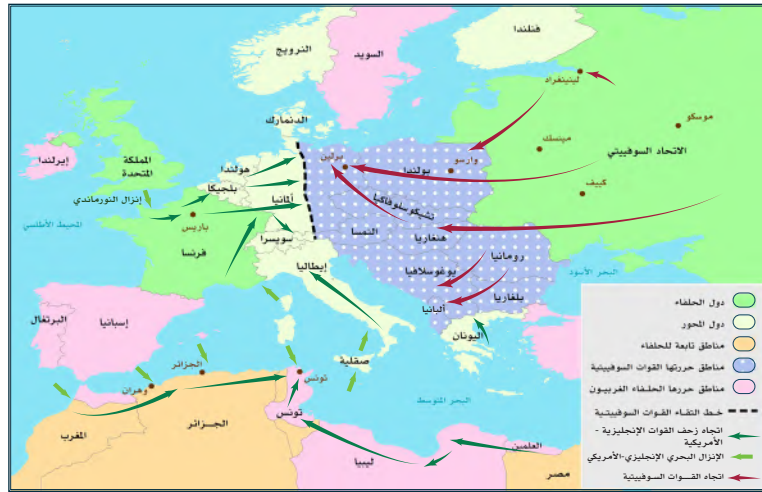 النرويج
السويد
فنلندا
لينينغراد
موسكو
الدنمارك
مينسك
الاتحاد السوفييتي
إيرلندا
المملكة
المتحدة
هولندا
برلين
بولندا
وارسو
بلجيكا
ألمانيا
كييف
إنزال النورماندي
تشيكوسلوفاكيا
المحيط الأطلسي
باريس
النمسا
هنغاريا
سويسرا
فرنسا
رومانيا
إيطاليا
يوغوسلافيا
البحر الأسود
بلغاريا
ألبانيا
البرتغال
إسبانيا
اليونان
صقلية
الجزائر
تونس
وهران
البحر المتوسط
تونس
المغرب
الجزائر
العلمين
ليبيا
مصر
دول الحلفاء
دول المحور
مناطق تابعة للحلفاء
مناطق حررتها القوات السوفييتية
مناطق حررها الحلفاء الغربيون
خط التقاء القوات السوفييتية
اتجاه زحف القوات الإنجليزية -
الأمريكية
الإنزال البحري الإنجليزي-الأمريكي
اتجاه القوات السوفييتية